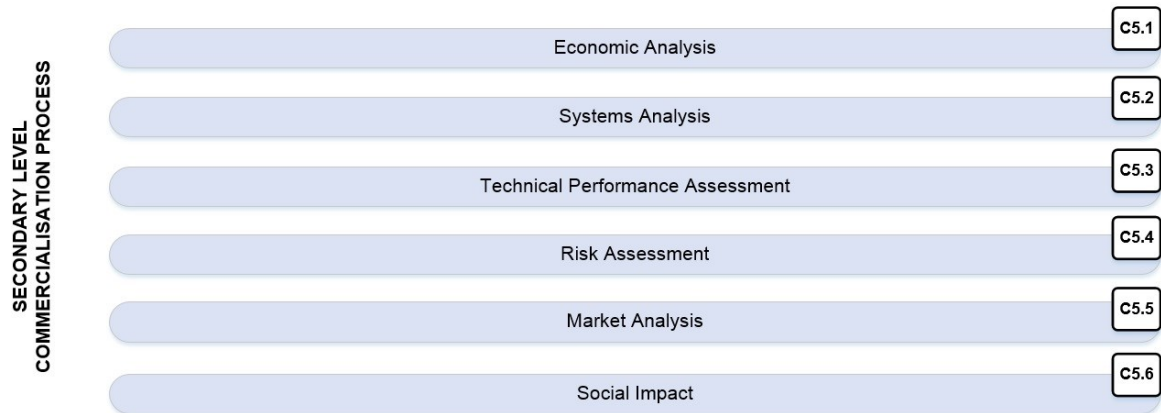 SECONDARY LEVEL
COMMERCIALISATION PROCESS
C5.1
Economic Analysis
C5.2
Systems Analysis
C5.3
Technical Performance Assessment
C5.4
Risk Assessment
C5.5
Market Analysis
C5.6
Social Impact